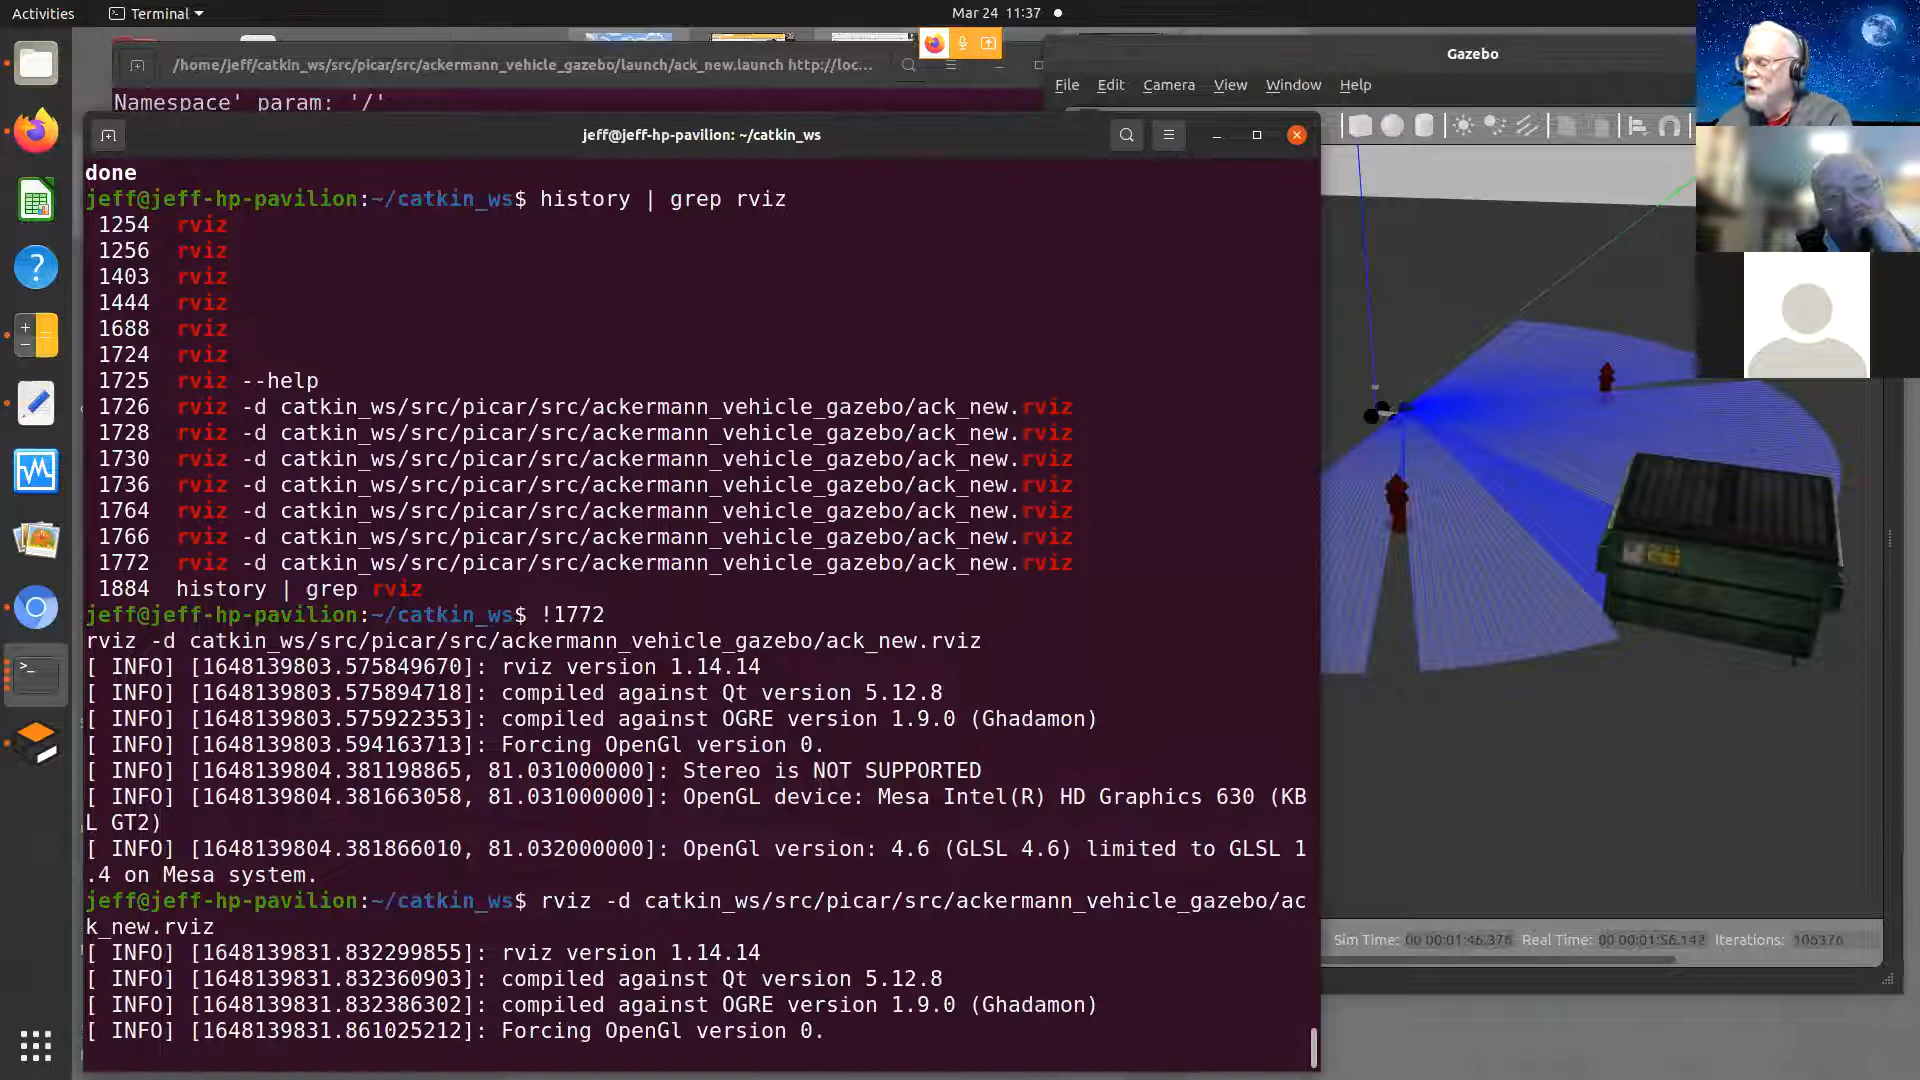 Activities
Terminal
Mar 24 11:37
/home/jeff/catkin_ws/src/picar/src/ackermann_vehicle_gazebo/launch/ack_new.launch http://loc...
Namespace' param: '/'
Gazebo
File Edit Camera View Window Help
jeff@jeff-hp-pavilion: ~/catkin_ws
done
jeff@jeff-hp-pavilion:~/catkin_ws$ history | grep rviz
1254 rviz
1256 rviz
1403 rviz
1444 rviz
1688 rviz
1724 rviz
1725 rviz --help
1726 rviz -d catkin_ws/src/picar/src/ackermann_vehicle_gazebo/ack_new.rviz
1728 rviz -d catkin_ws/src/picar/src/ackermann_vehicle_gazebo/ack_new.rviz
1730 rviz -d catkin_ws/src/picar/src/ackermann_vehicle_gazebo/ack_new.rviz
1736 rviz -d catkin_ws/src/picar/src/ackermann_vehicle_gazebo/ack_new.rviz
1764 rviz -d catkin_ws/src/picar/src/ackermann_vehicle_gazebo/ack_new.rviz
1766 rviz -d catkin_ws/src/picar/src/ackermann_vehicle_gazebo/ack_new.rviz
1772 rviz -d catkin_ws/src/picar/src/ackermann_vehicle_gazebo/ack_new.rviz
1884 history | grep rviz
jeff@jeff-hp-pavilion:~/catkin_ws$ !1772
rviz -d catkin_ws/src/picar/src/ackermann_vehicle_gazebo/ack_new.rviz
[ INFO] [1648139803.575849670]: rviz version 1.14.14
[ INFO] [1648139803.575894718]: compiled against Qt version 5.12.8
[ INFO] [1648139803.575922353]: compiled against OGRE version 1.9.0 (Ghadamon)
[ INFO] [1648139803.594163713]: Forcing OpenGl version 0.
[ INFO] [1648139804.381198865, 81.031000000]: Stereo is NOT SUPPORTED
[ INFO] [1648139804.381663058, 81.031000000]: OpenGL device: Mesa Intel(R) HD Graphics 630 (KB
L GT2)
[ INFO] [1648139804.381866010, 81.032000000]: OpenGl version: 4.6 (GLSL 4.6) limited to GLSL 1
.4 on Mesa system.
jeff@jeff-hp-pavilion:~/catkin_ws$ rviz -d catkin_ws/src/picar/src/ackermann_vehicle_gazebo/ac
k_new.rviz
[ INFO] [1648139831.832299855]: rviz version 1.14.14
[ INFO] [1648139831.832360903]: compiled against Qt version 5.12.8
[ INFO] [1648139831.832386302]: compiled against OGRE version 1.9.0 (Ghadamon)
[ INFO] [1648139831.861025212]: Forcing OpenGl version 0.
Sim Time: 00 00:01:46.376 Real Time: 00 00:01:56.142 Iterations: 106376